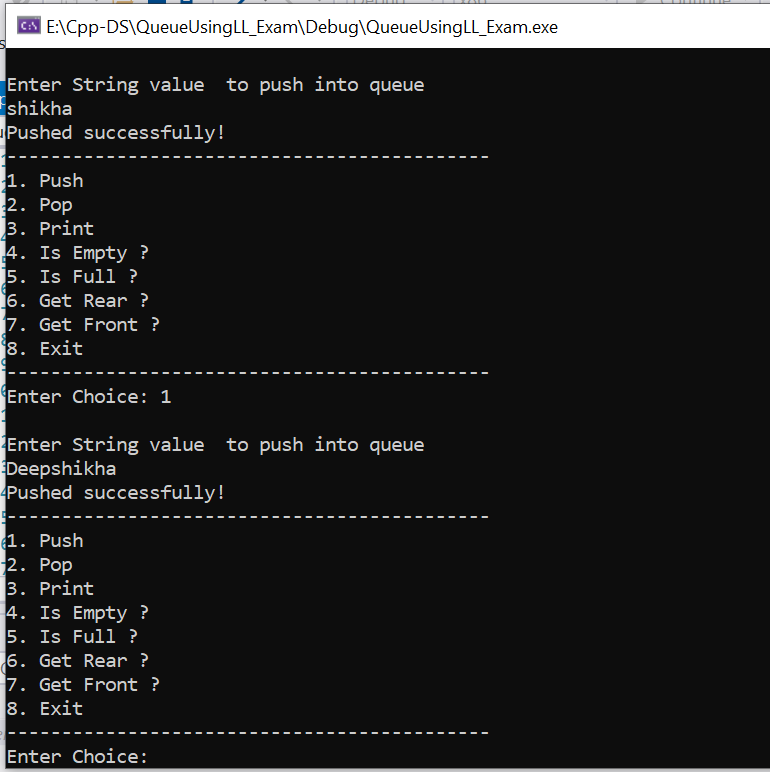 E:\Cpp-DS\QueueUsingLL_Exam\Debug\QueueUsingLL_Exam.exe
Enter String value  to push into queue
shikha
Pushed successfully!
--------------------------------------------
1. Push
2. Pop
3. Print
4. Is Empty ?
5. Is Full ?
6. Get Rear ?
7. Get Front ?
8. Exit
--------------------------------------------
Enter Choice: 1
Enter String value  to push into queue
Deepshikha
Pushed successfully!
--------------------------------------------
1. Push
2. Pop
3. Print
4. Is Empty ?
5. Is Full ?
6. Get Rear ?
7. Get Front ?
8. Exit
--------------------------------------------
Enter Choice: